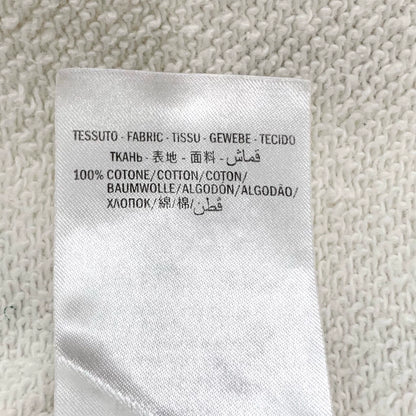 TESSUTO - FABRIC - TISSU - GEWEBE - TECIDO
ТКАНЬ - 表地 - 面料 - قماش
100% COTONE/COTTON/COTON/
BAUMWOLLE/ALGODÓN/ALGODÃO/
ХЛОПОК/綿/棉/قطن